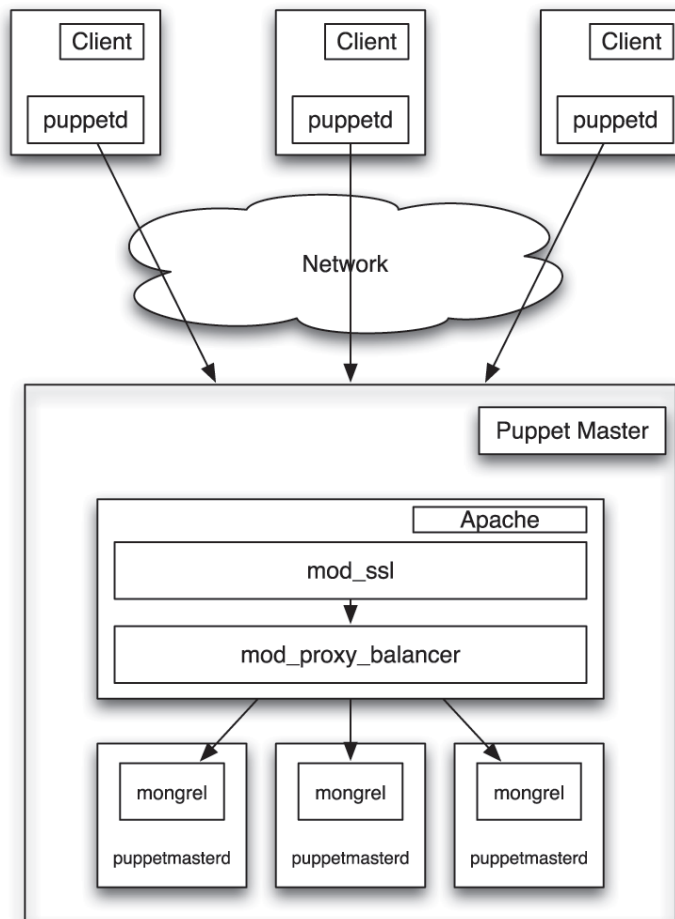 Client
Client
Client
puppetd
puppetd
puppetd
Network
Puppet Master
Apache
mod_ssl
mod_proxy_balancer
mongrel
mongrel
mongrel
puppetmasterd
puppetmasterd
puppetmasterd